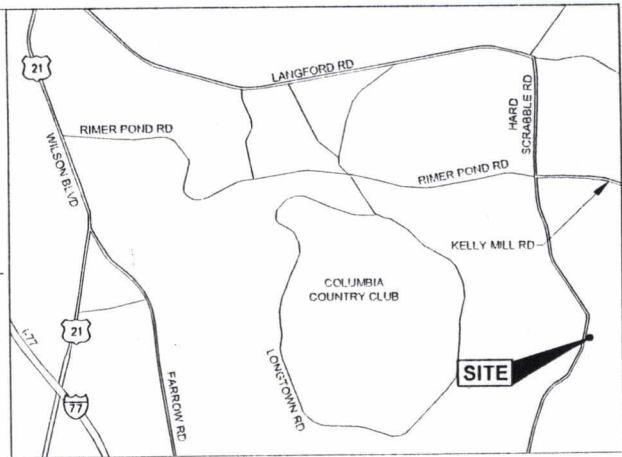 21
LANGFORD RD
HARD
SCRABBLE RD
RIMER POND RD
WILSON BLVD
RIMER POND RD
KELLY MILL RD
COLUMBIA
COUNTRY CLUB
21
I-77
77
FARROW RD
LONGTOWN RD
SITE